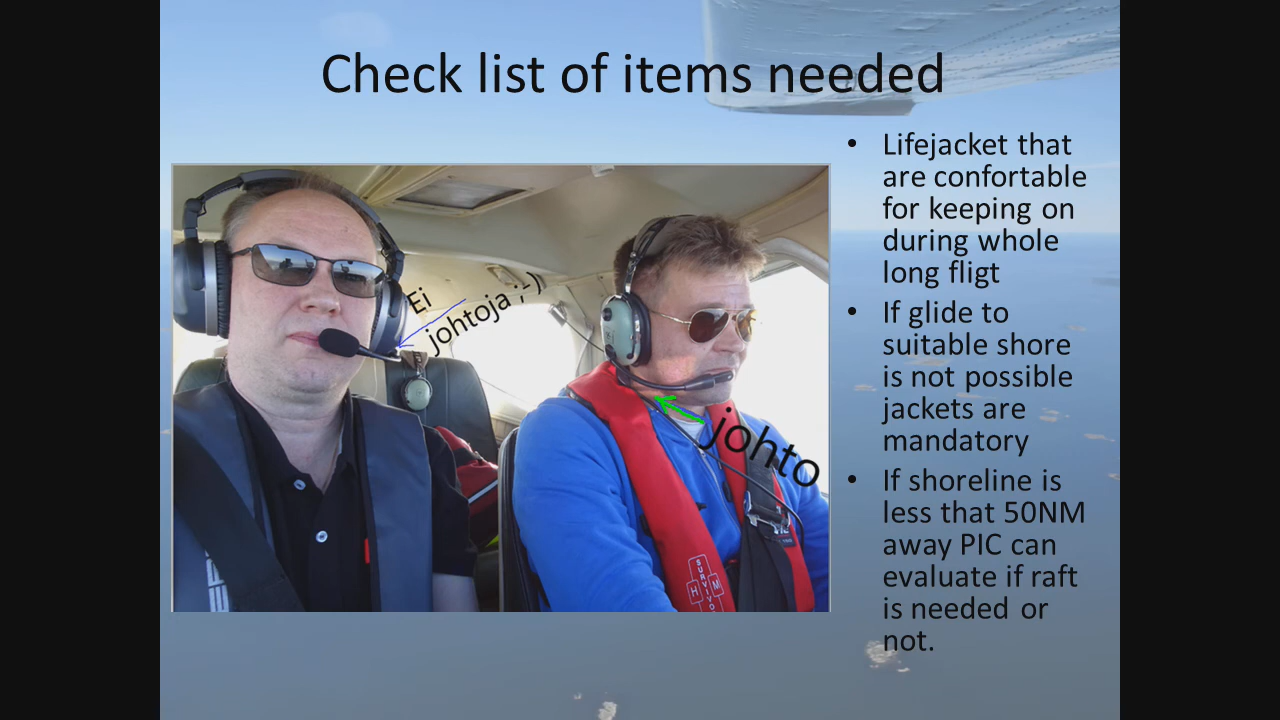 Check list of items needed
• Lifejacket that
are confortable
for keeping on
during whole
long fligt
• If glide to
suitable shore
is not possible
jackets are
mandatory
• If shoreline is
less that 50NM
away PIC can
evaluate if raft
is needed or
not.
Ei
johtoja ;-)
johto
SURVIVO
H M